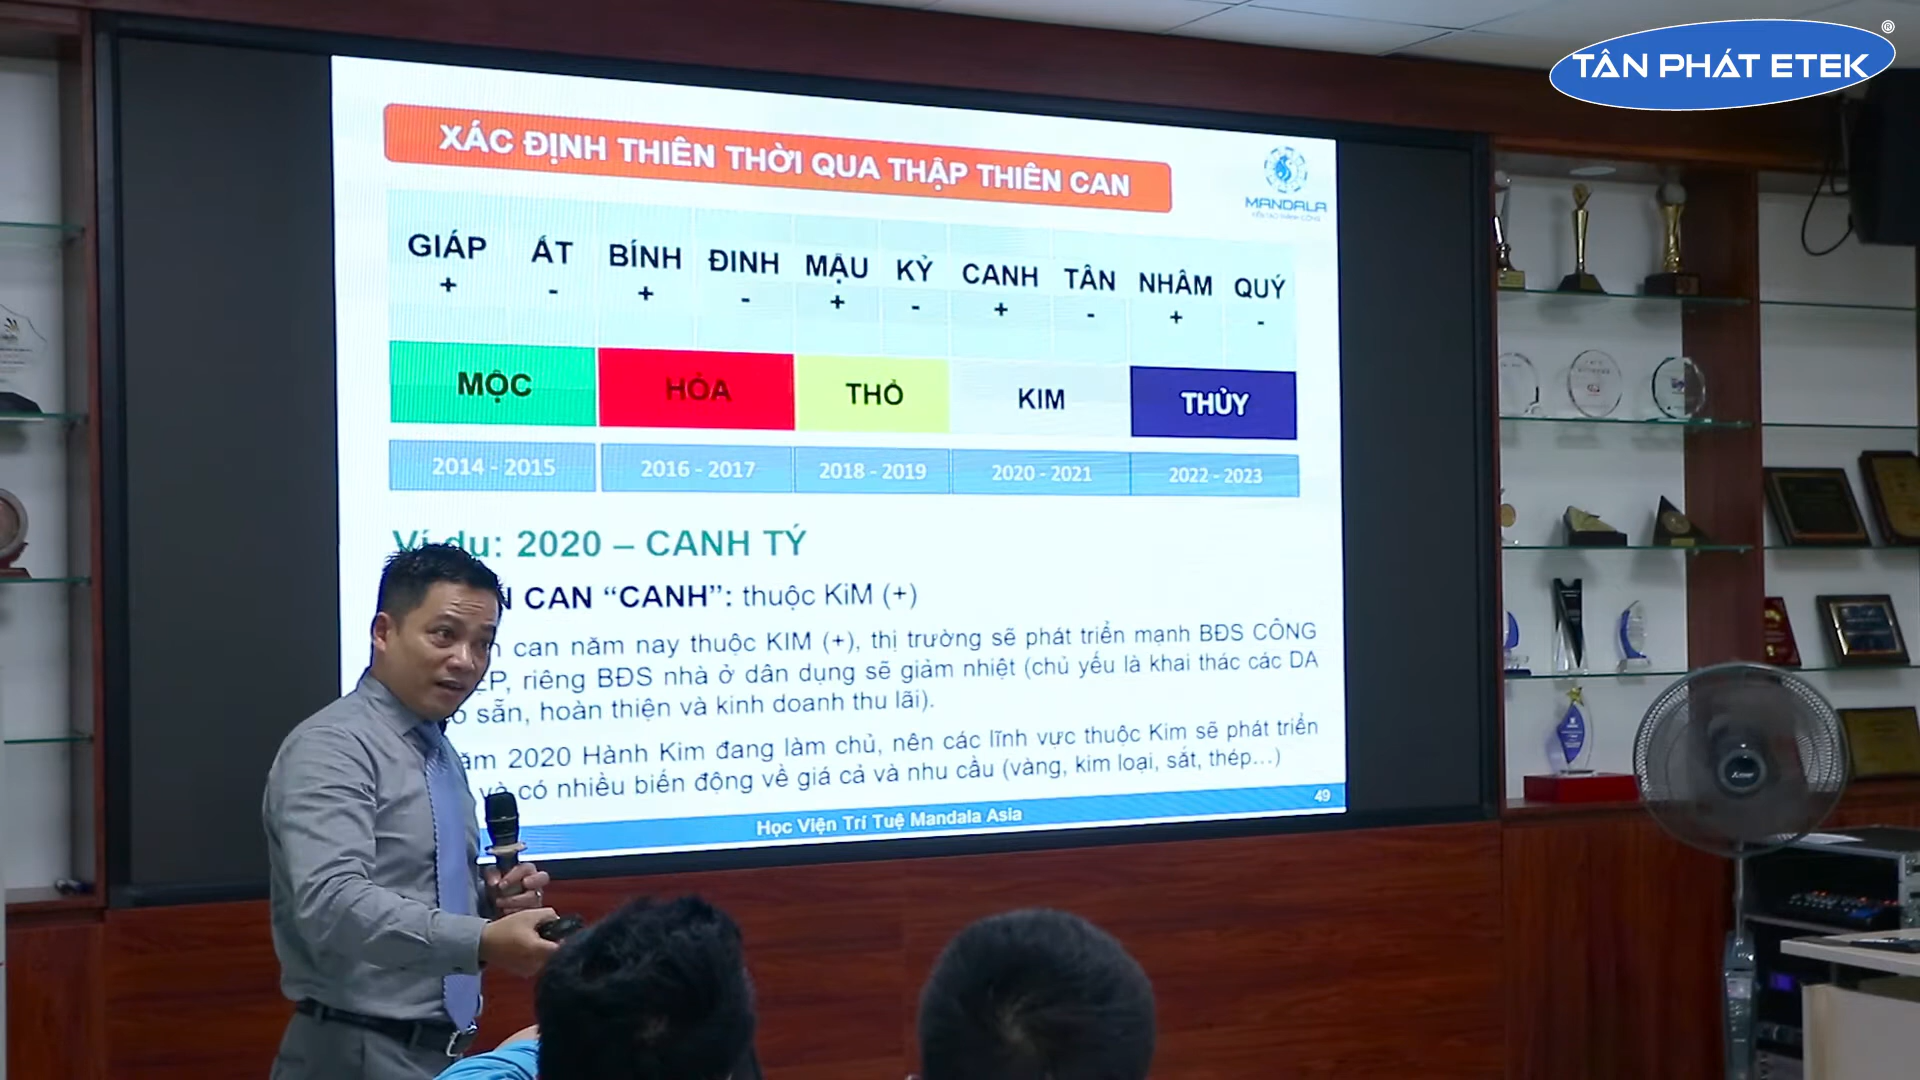 TÂN PHÁT ETEK
®
XÁC ĐỊNH THIÊN THỜI QUA THẬP THIÊN CAN
MANDALA
GIÁP ẤT BÍNH ĐINH MẬU KỶ CANH TÂN NHÂM QUÝ
+ - + - + - + - + -
MỘC HỎA THỔ KIM THỦY
2014 - 2015 2016 - 2017 2018 - 2019 2020 - 2021 2022 - 2023
Ví dụ: 2020 – CANH TÝ
N CAN “CANH”: thuộc KiM (+)
can năm nay thuộc KIM (+), thị trường sẽ phát triển mạnh BĐS CÔNG
ỆP, riêng BĐS nhà ở dân dụng sẽ giảm nhiệt (chủ yếu là khai thác các DA
sẵn, hoàn thiện và kinh doanh thu lãi).
ăm 2020 Hành Kim đang làm chủ, nên các lĩnh vực thuộc Kim sẽ phát triển
và có nhiều biến động về giá cả và nhu cầu (vàng, kim loại, sắt, thép...)
Học Viện Trí Tuệ Mandala Asia
49